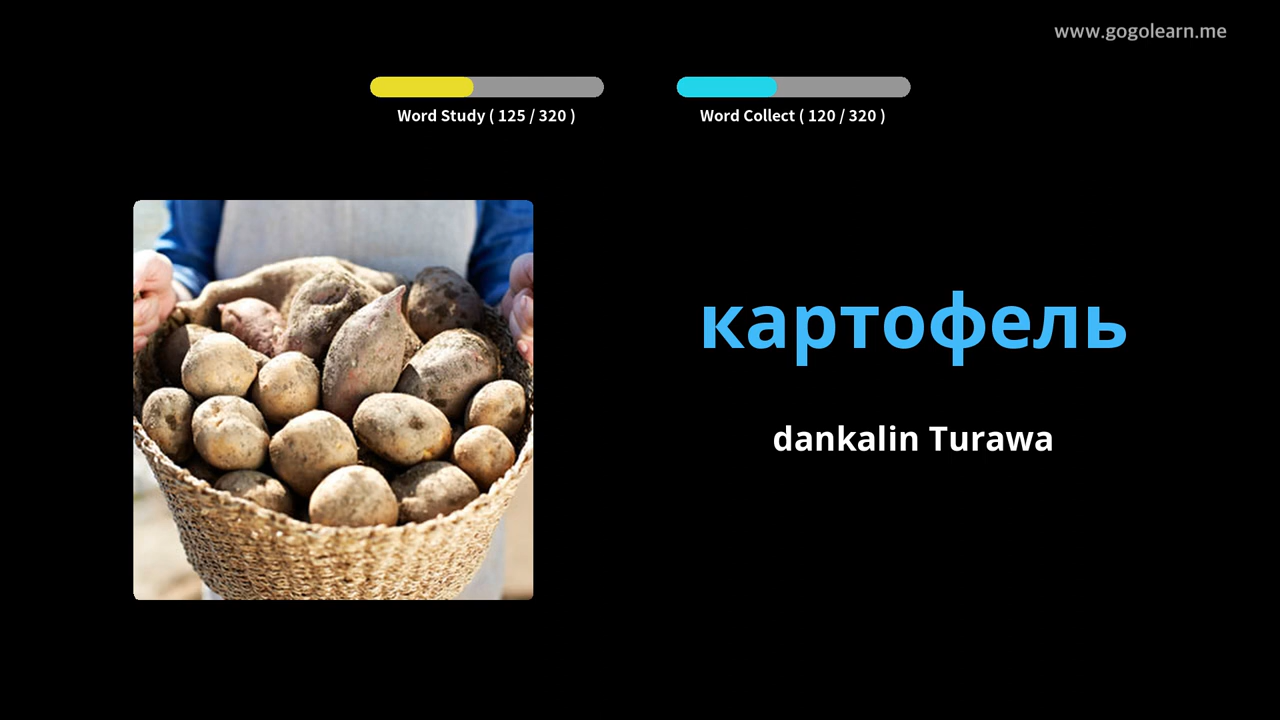 www.gogolearn.me
Word Study ( 125 / 320 )
Word Collect ( 120 / 320 )
картофель
dankalin Turawa